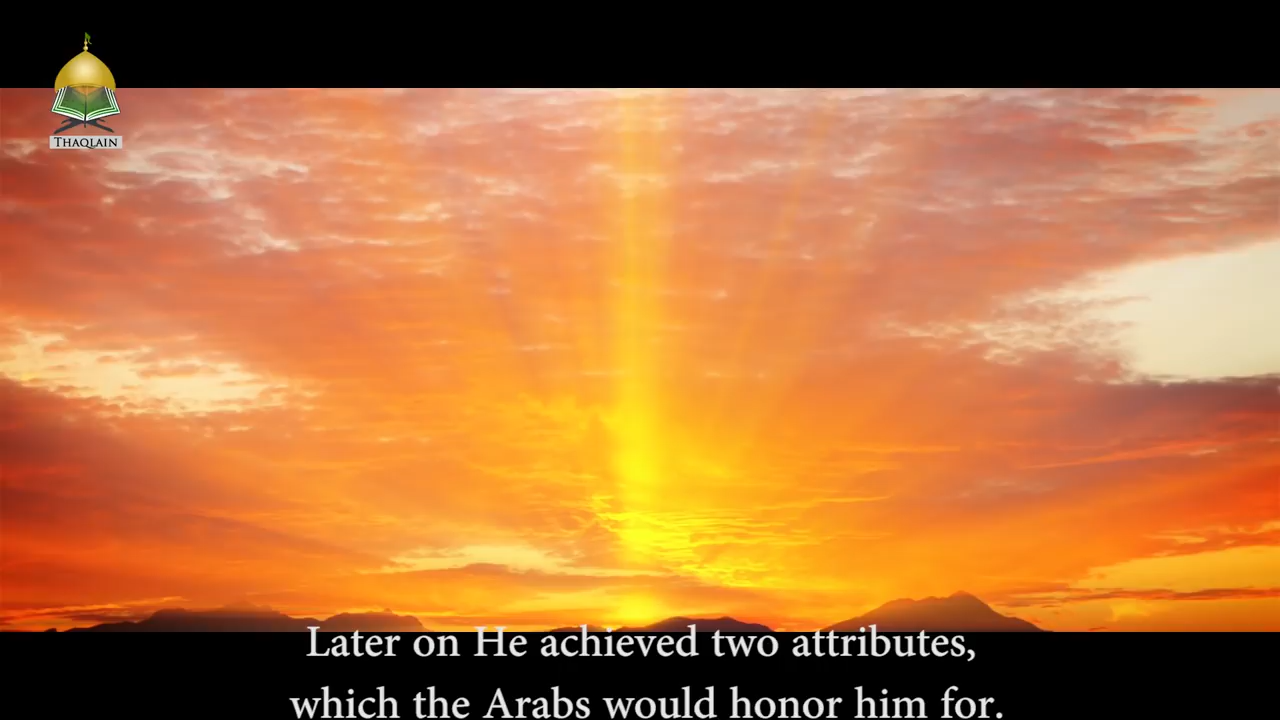 THAQLAIN
Later on He achieved two attributes,
which the Arabs would honor him for.